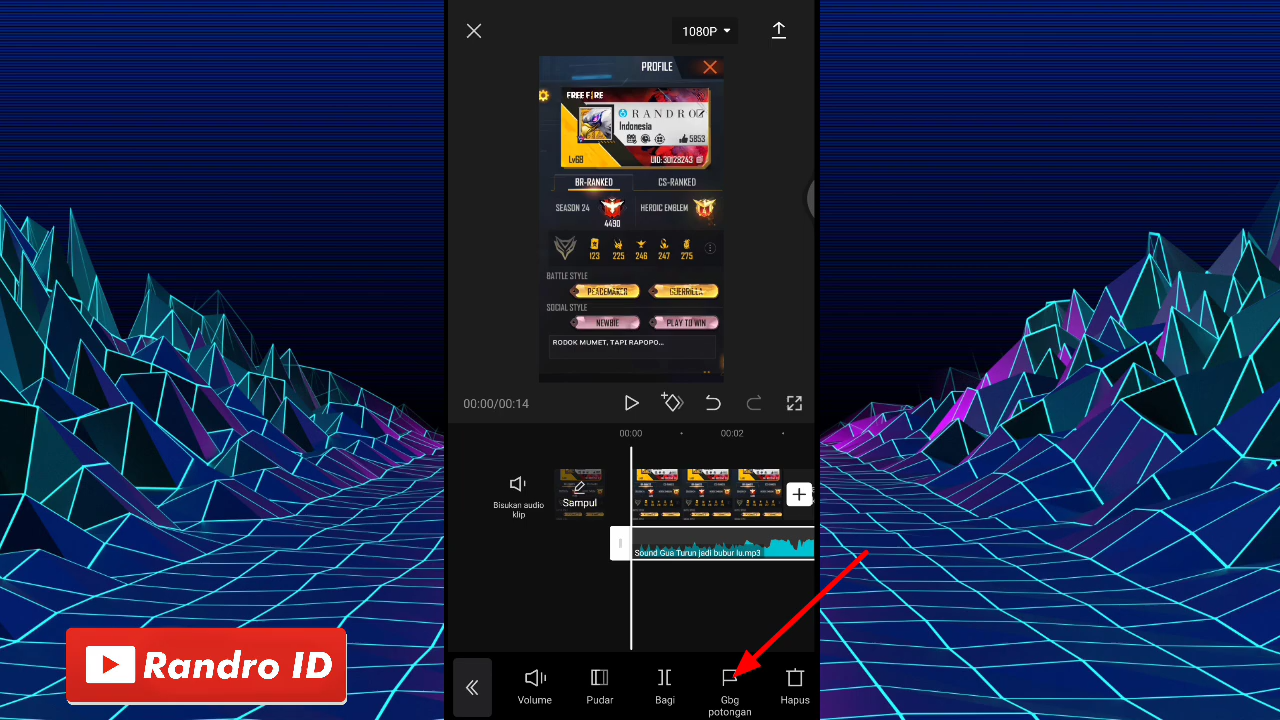 1080P
PROFILE
FREE FIRE
RANDRO
Indonesia
5853
Lv68
UID: 30128243
BR-RANKED
CS-RANKED
SEASON 24
4490
HEROIC EMBLEM
123
225
246
247
275
BATTLE STYLE
PEACEMAKER
GUERRILLA
SOCIAL STYLE
NEWBIE
PLAY TO WIN
RODOK MUMET, TAPI RAPOPO...
00:00/00:14
00:00
00:02
Bisukan audio
klip
Sampul
Sound Gua Turun jadi bubur lu.mp3
Randro ID
Volume
Pudar
Bagi
Gbg
potongan
Hapus